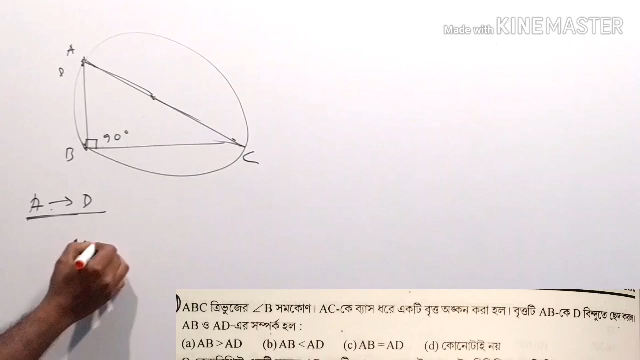 Made with KINEMASTER
A
D
B
90°
C
A → D
ABC ত্রিভুজের ∠B সমকোণ। AC-কে ব্যাস ধরে একটি বৃত্ত অঙ্কন করা হল। বৃত্তটি AB-কে D বিন্দুতে ছেদ করল।
AB ও AD-এর সম্পর্ক হল :
(a) AB > AD (b) AB < AD (c) AB = AD (d) কোনোটাই নয়